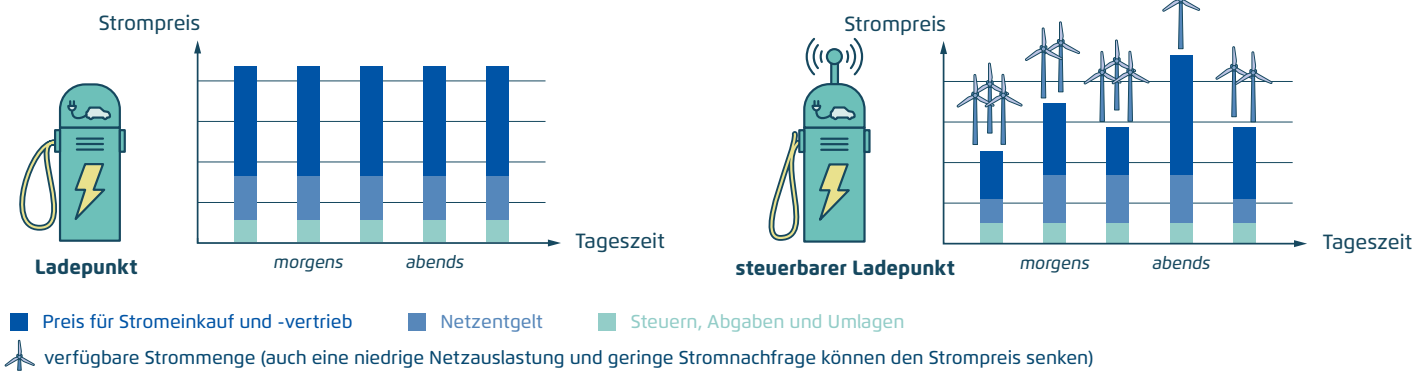 Strompreis
Tageszeit
morgens
abends
Ladepunkt
Strompreis
Tageszeit
morgens
abends
steuerbarer Ladepunkt
Preis für Stromeinkauf und -vertrieb
Netzentgelt
Steuern, Abgaben und Umlagen
verfügbare Strommenge (auch eine niedrige Netzauslastung und geringe Stromnachfrage können den Strompreis senken)